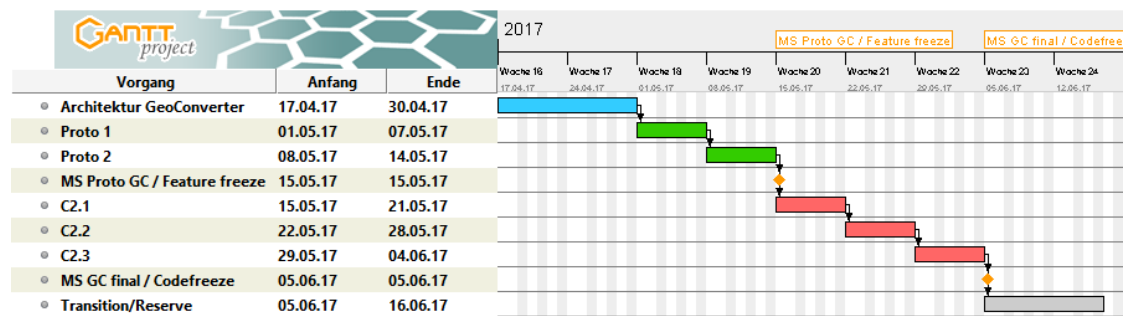 GANTT
project
2017
MS Proto GC / Feature freeze MS GC final / Codefree
Woche 16 Woche 17 Woche 18 Woche 19 Woche 20 Woche 21 Woche 22 Woche 23 Woche 24
17.04.17 24.04.17 01.05.17 08.05.17 15.05.17 22.05.17 29.05.17 05.06.17 12.06.17
Vorgang Anfang Ende
Architektur GeoConverter 17.04.17 30.04.17
Proto 1 01.05.17 07.05.17
Proto 2 08.05.17 14.05.17
MS Proto GC / Feature freeze 15.05.17 15.05.17
C2.1 15.05.17 21.05.17
C2.2 22.05.17 28.05.17
C2.3 29.05.17 04.06.17
MS GC final / Codefreeze 05.06.17 05.06.17
Transition/Reserve 05.06.17 16.06.17